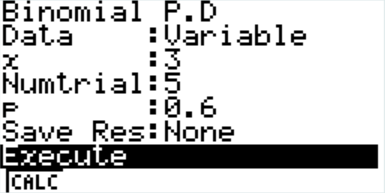 Binomial P.D
Data :Variable
x :3
Numtrial:5
p :0.6
Save Res:None
Execute
CALC